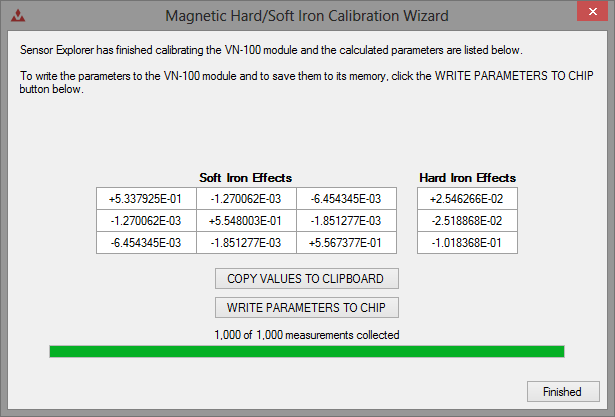 Magnetic Hard/Soft Iron Calibration Wizard
Sensor Explorer has finished calibrating the VN-100 module and the calculated parameters are listed below.
To write the parameters to the VN-100 module and to save them to its memory, click the WRITE PARAMETERS TO CHIP
button below.
Soft Iron Effects Hard Iron Effects
+5.337925E-01 -1.270062E-03 -6.454345E-03 +2.546266E-02
-1.270062E-03 +5.548003E-01 -1.851277E-03 -2.518868E-02
-6.454345E-03 -1.851277E-03 +5.567377E-01 -1.018368E-01
COPY VALUES TO CLIPBOARD
WRITE PARAMETERS TO CHIP
1,000 of 1,000 measurements collected
Finished